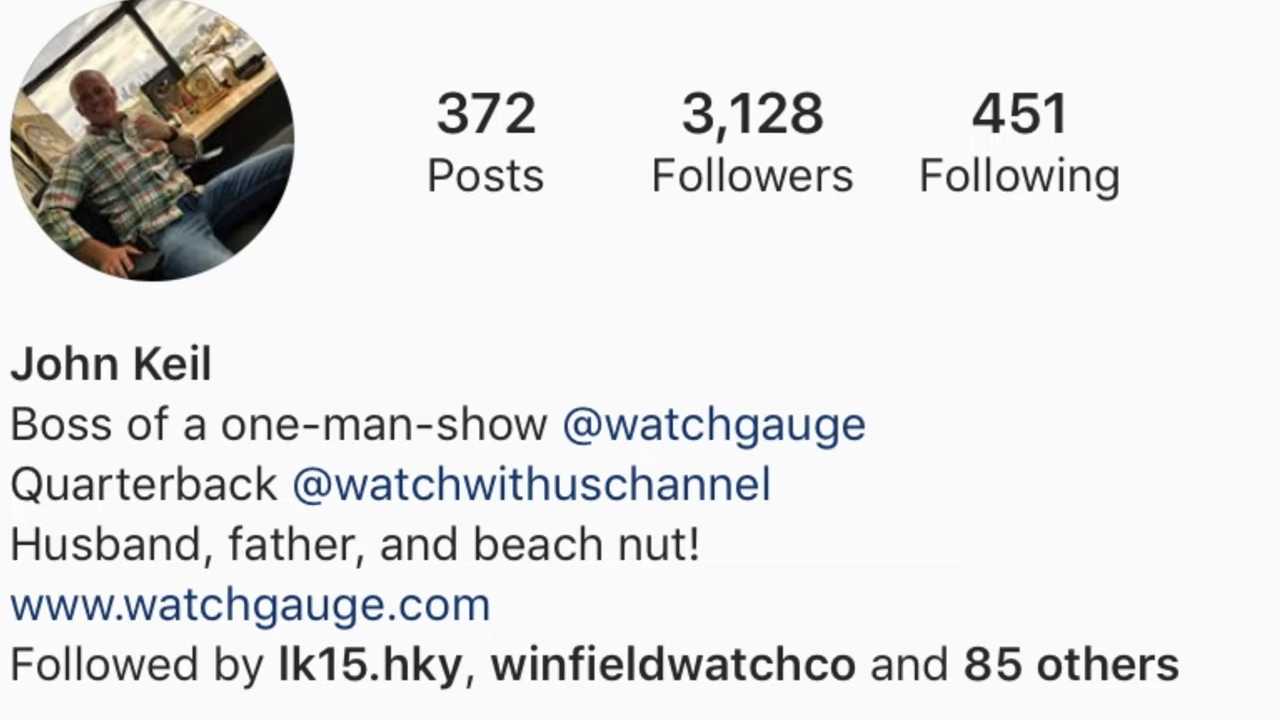 372 3,128 451
Posts Followers Following
John Keil
Boss of a one-man-show @watchgauge
Quarterback @watchwithuschannel
Husband, father, and beach nut!
www.watchgauge.com
Followed by lk15.hky, winfieldwatchco and 85 others